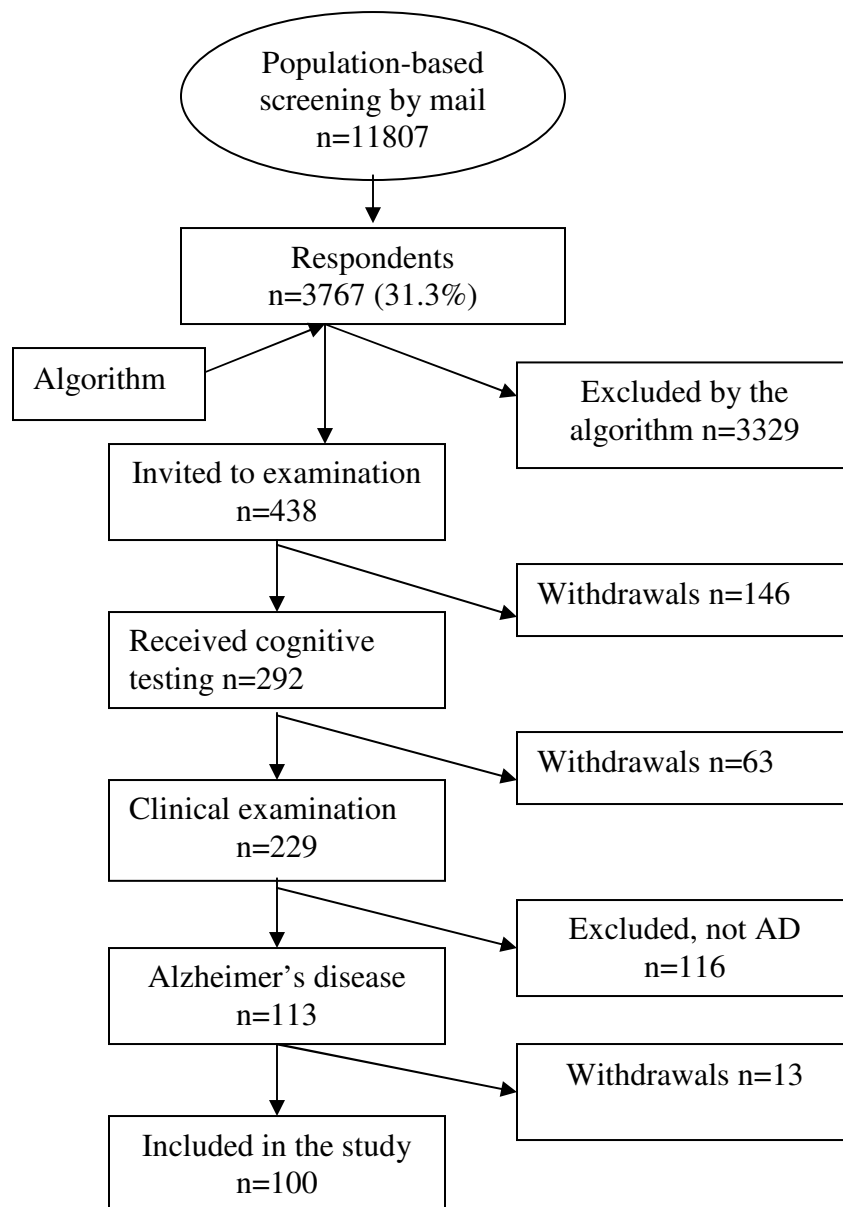 Population-based
screening by mail
n=11807
Respondents
n=3767 (31.3%)
Algorithm
Excluded by the
algorithm n=3329
Invited to examination
n=438
Withdrawals n=146
Received cognitive
testing n=292
Withdrawals n=63
Clinical examination
n=229
Excluded, not AD
n=116
Alzheimer’s disease
n=113
Withdrawals n=13
Included in the study
n=100